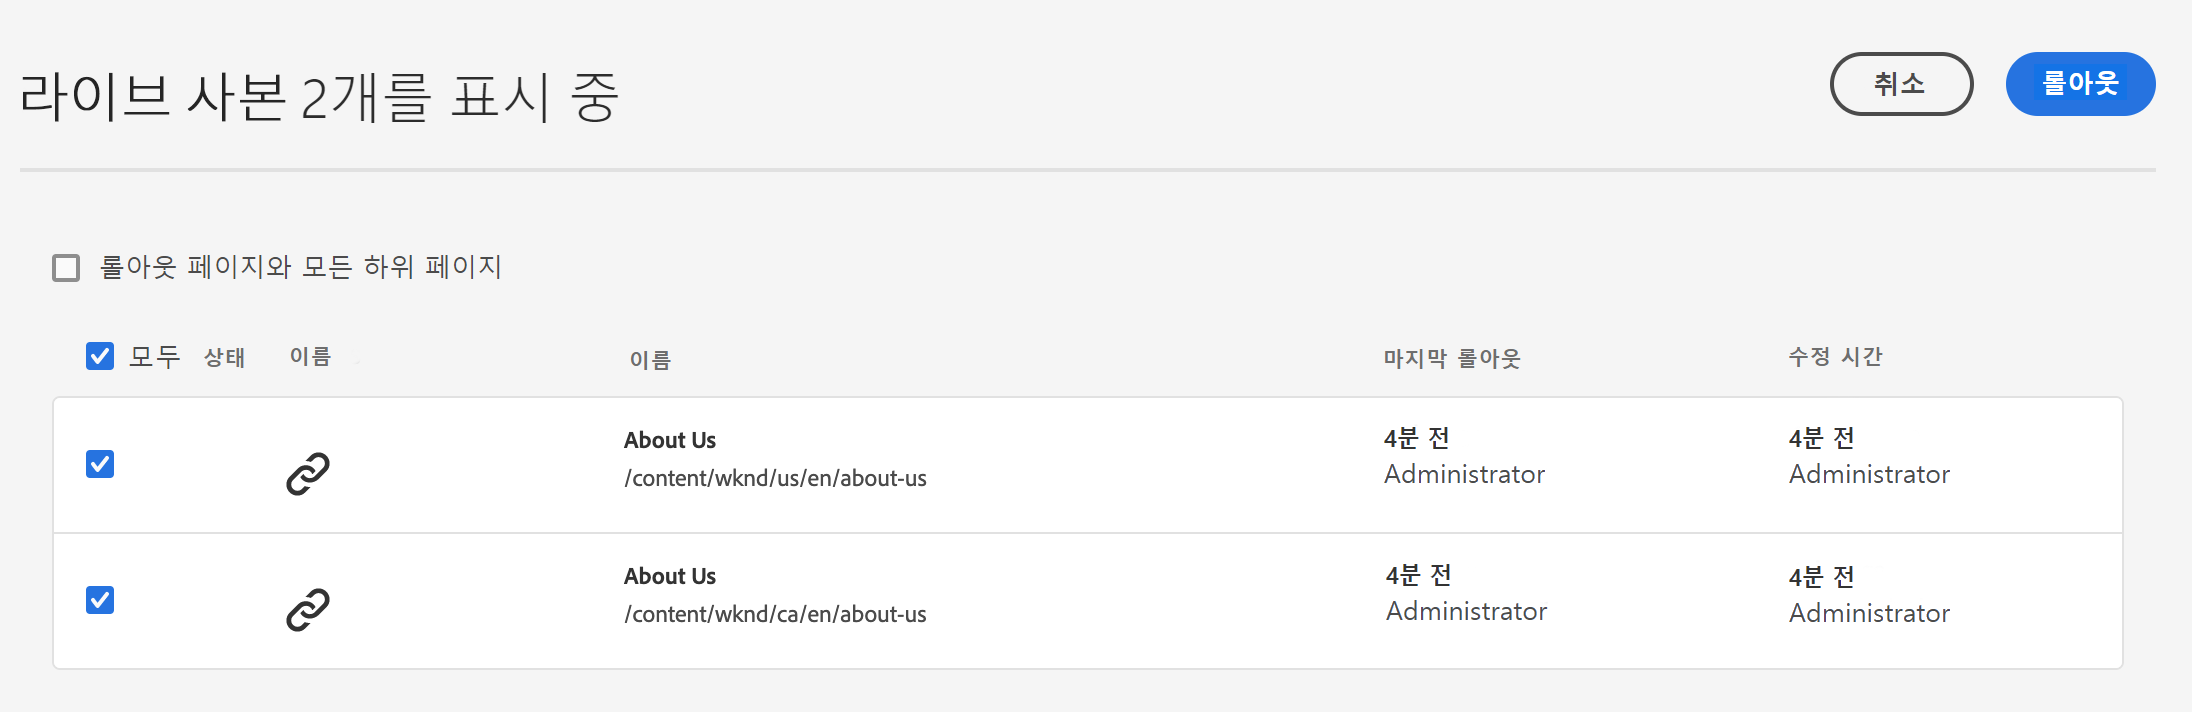 라이브 사본 2개를 표시 중
취소
롤아웃
롤아웃 페이지와 모든 하위 페이지
모두 상태 이름 이름 마지막 롤아웃 수정 시간
About Us 4분 전 4분 전
/content/wknd/us/en/about-us Administrator Administrator
About Us 4분 전 4분 전
/content/wknd/ca/en/about-us Administrator Administrator